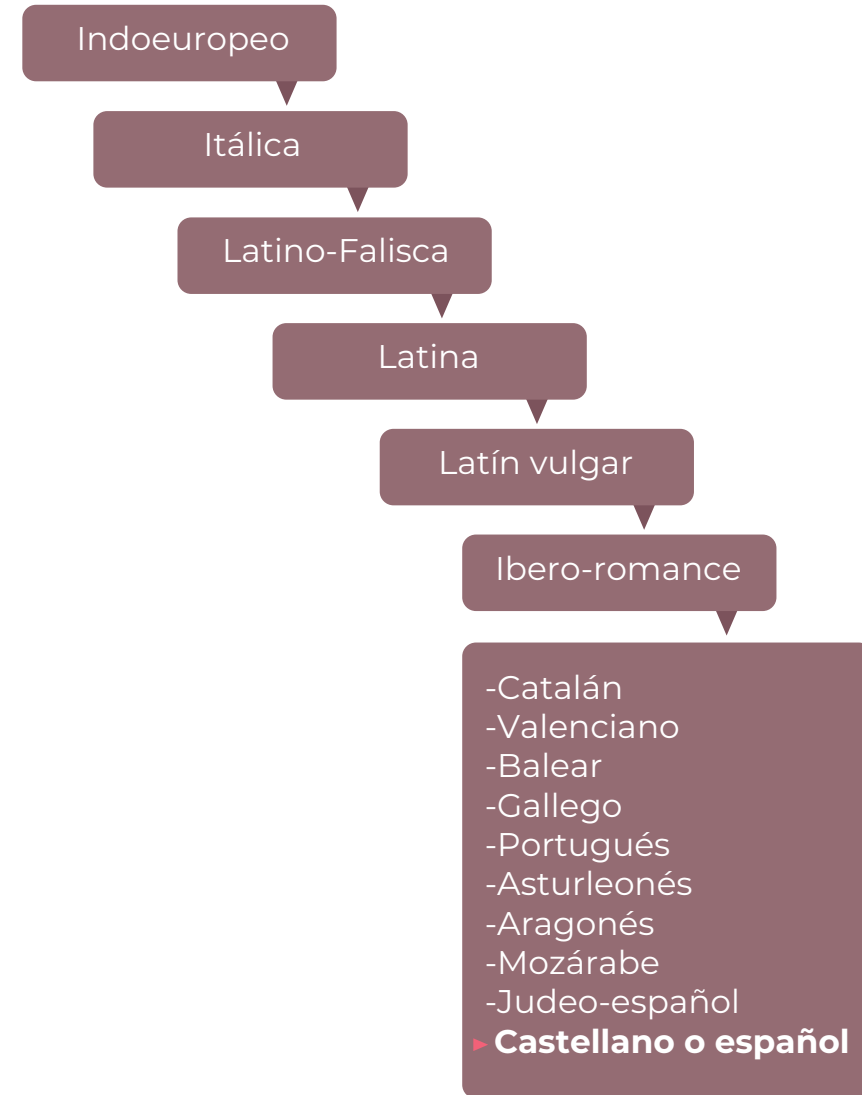 Indoeuropeo
Itálica
Latino-Falisca
Latina
Latín vulgar
Ibero-romance
-Catalán
-Valenciano
-Balear
-Gallego
-Portugués
-Asturleonés
-Aragonés
-Mozárabe
-Judeo-español
Castellano o español